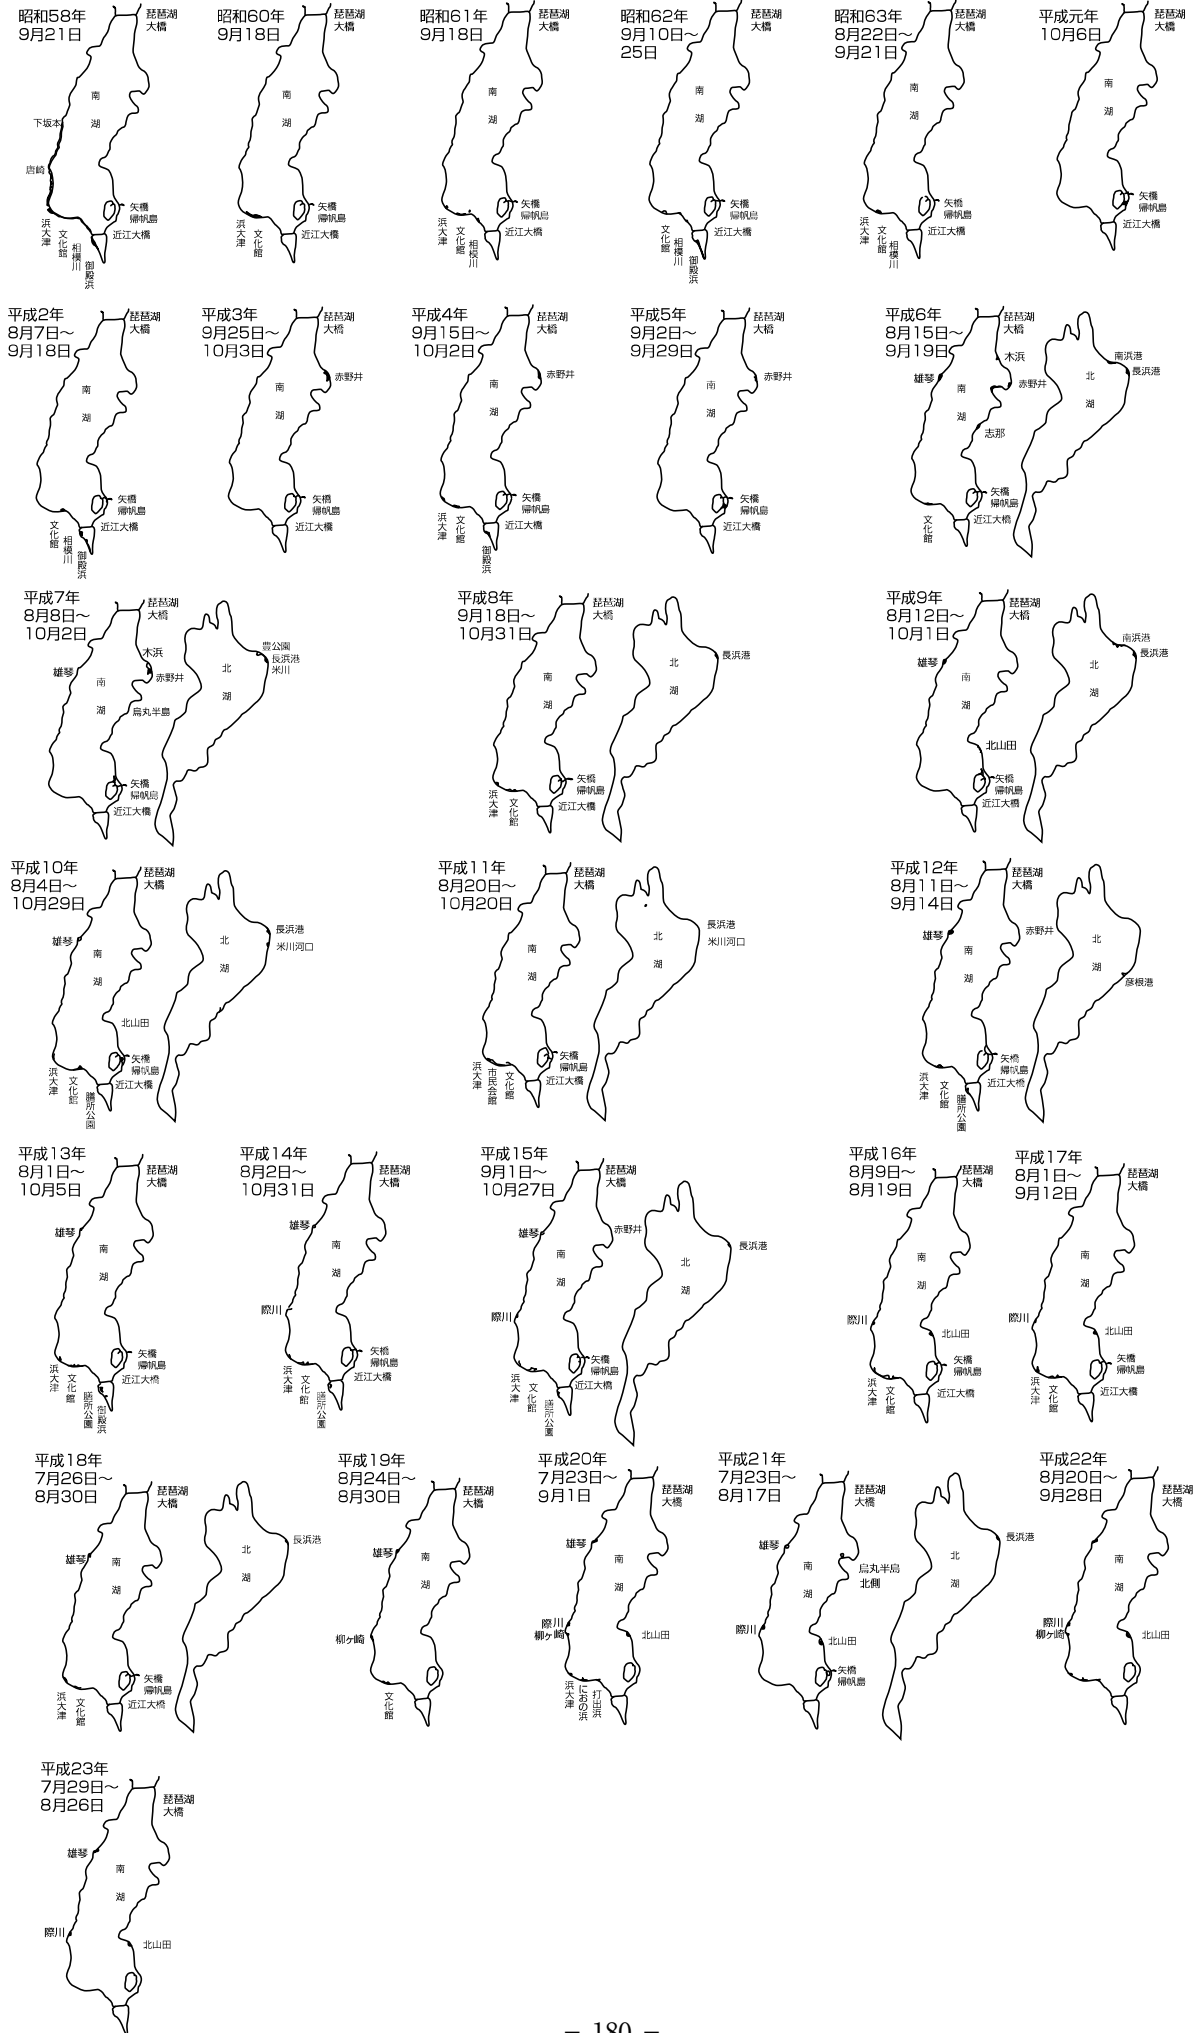 昭和58年
9月21日
琵琶湖
大橋
南
湖
下坂本
唐崎
矢橋
帰帆島
近江大橋
浜大津
文化館
相模川
御殿浜
昭和60年
9月18日
琵琶湖
大橋
南
湖
矢橋
帰帆島
近江大橋
浜大津
文化館
昭和61年
9月18日
琵琶湖
大橋
南
湖
矢橋
帰帆島
近江大橋
浜大津
文化館
相模川
昭和62年
9月10日～
25日
琵琶湖
大橋
南
湖
矢橋
帰帆島
近江大橋
文化館
相模川
御殿浜
昭和63年
8月22日～
9月21日
琵琶湖
大橋
南
湖
矢橋
帰帆島
近江大橋
浜大津
文化館
相模川
平成元年
10月6日
琵琶湖
大橋
南
湖
矢橋
帰帆島
近江大橋
平成2年
8月7日～
9月18日
琵琶湖
大橋
南
湖
矢橋
帰帆島
近江大橋
文化館
相模川
御殿浜
平成3年
9月25日～
10月3日
琵琶湖
大橋
赤野井
南
湖
矢橋
帰帆島
近江大橋
平成4年
9月15日～
10月2日
琵琶湖
大橋
赤野井
南
湖
矢橋
帰帆島
近江大橋
浜大津
文化館
御殿浜
平成5年
9月2日～
9月29日
琵琶湖
大橋
赤野井
南
湖
矢橋
帰帆島
近江大橋
平成6年
8月15日～
9月19日
琵琶湖
大橋
木浜
雄琴
赤野井
南
湖
志那
矢橋
帰帆島
近江大橋
文化館
南浜港
長浜港
北
湖
平成7年
8月8日～
10月2日
琵琶湖
大橋
木浜
雄琴
赤野井
南
湖
烏丸半島
矢橋
帰帆島
近江大橋
豊公園
長浜港
米川
北
湖
平成8年
9月18日～
10月31日
琵琶湖
大橋
南
湖
矢橋
帰帆島
近江大橋
浜大津
文化館
長浜港
北
湖
平成9年
8月12日～
10月1日
琵琶湖
大橋
雄琴
南
湖
北山田
矢橋
帰帆島
近江大橋
南浜港
長浜港
北
湖
平成10年
8月4日～
10月29日
琵琶湖
大橋
雄琴
南
湖
北山田
矢橋
帰帆島
近江大橋
浜大津
文化館
膳所公園
長浜港
米川河口
北
湖
平成11年
8月20日～
10月20日
琵琶湖
大橋
南
湖
矢橋
帰帆島
近江大橋
浜大津
市民会館
文化館
長浜港
米川河口
北
湖
平成12年
8月11日～
9月14日
琵琶湖
大橋
雄琴
赤野井
南
湖
矢橋
帰帆島
近江大橋
浜大津
文化館
膳所公園
北
湖
彦根港
平成13年
8月1日～
10月5日
琵琶湖
大橋
雄琴
南
湖
矢橋
帰帆島
近江大橋
浜大津
文化館
膳所公園
御殿浜
平成14年
8月2日～
10月31日
琵琶湖
大橋
雄琴
南
湖
際川
矢橋
帰帆島
近江大橋
浜大津
文化館
膳所公園
平成15年
9月1日～
10月27日
琵琶湖
大橋
雄琴
赤野井
南
湖
際川
矢橋
帰帆島
近江大橋
浜大津
文化館
膳所公園
長浜港
北
湖
平成16年
8月9日～
8月19日
琵琶湖
大橋
南
湖
際川
北山田
矢橋
帰帆島
近江大橋
浜大津
文化館
平成17年
8月1日～
9月12日
琵琶湖
大橋
南
湖
際川
北山田
矢橋
帰帆島
近江大橋
浜大津
文化館
平成18年
7月26日～
8月30日
琵琶湖
大橋
雄琴
南
湖
矢橋
帰帆島
近江大橋
浜大津
文化館
長浜港
北
湖
平成19年
8月24日～
8月30日
琵琶湖
大橋
雄琴
南
湖
柳ヶ崎
文化館
平成20年
7月23日～
9月1日
琵琶湖
大橋
雄琴
南
湖
際川
柳ヶ崎
北山田
浜大津
におの浜
打出浜
平成21年
7月23日～
8月17日
琵琶湖
大橋
雄琴
南
湖
烏丸半島
北側
際川
北山田
矢橋
帰帆島
長浜港
北
湖
平成22年
8月20日～
9月28日
琵琶湖
大橋
南
湖
際川
柳ヶ崎
北山田
平成23年
7月29日～
8月26日
琵琶湖
大橋
雄琴
南
湖
際川
北山田
－ 180 －